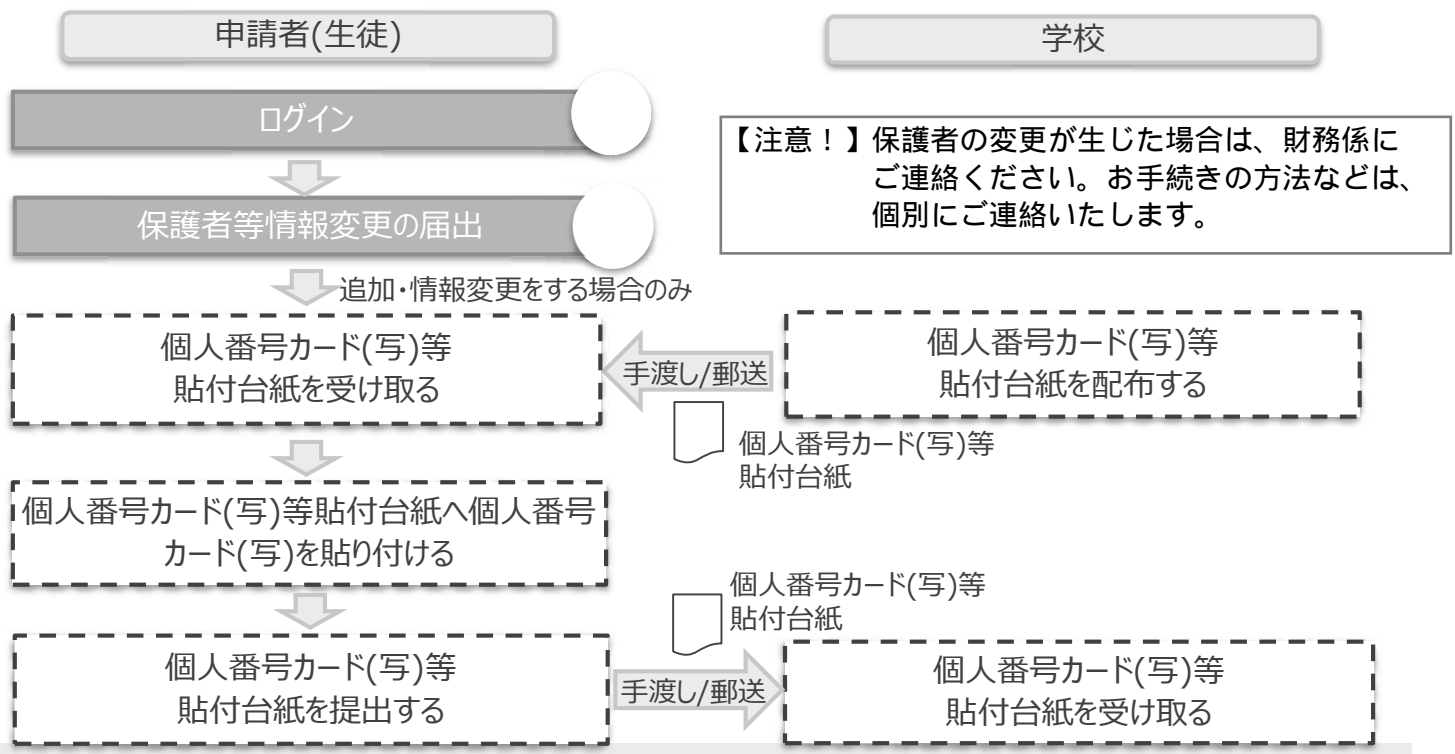 申請者(生徒)
学校
ログイン
【注意！】保護者の変更が生じた場合は、財務係に
ご連絡ください。お手続きの方法などは、
個別にご連絡いたします。
保護者等情報変更の届出
追加・情報変更をする場合のみ
個人番号カード(写)等
貼付台紙を受け取る
手渡し/郵送
個人番号カード(写)等
貼付台紙を配布する
個人番号カード(写)等
貼付台紙
個人番号カード(写)等貼付台紙へ個人番号
カード(写)を貼り付ける
個人番号カード(写)等
貼付台紙
個人番号カード(写)等
貼付台紙を提出する
手渡し/郵送
個人番号カード(写)等
貼付台紙を受け取る